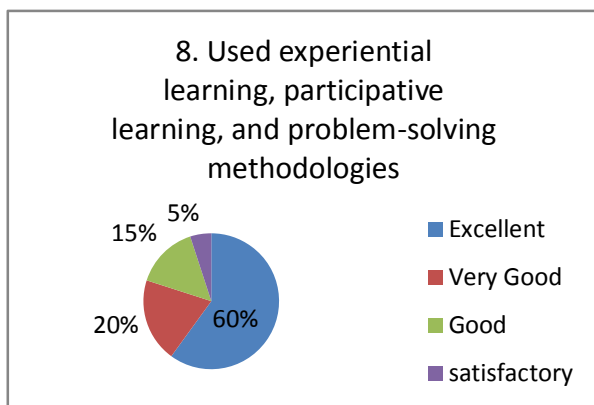 8. Used experiential
learning, participative
learning, and problem-solving
methodologies
5%
15%
20%
60%
Excellent
Very Good
Good
satisfactory